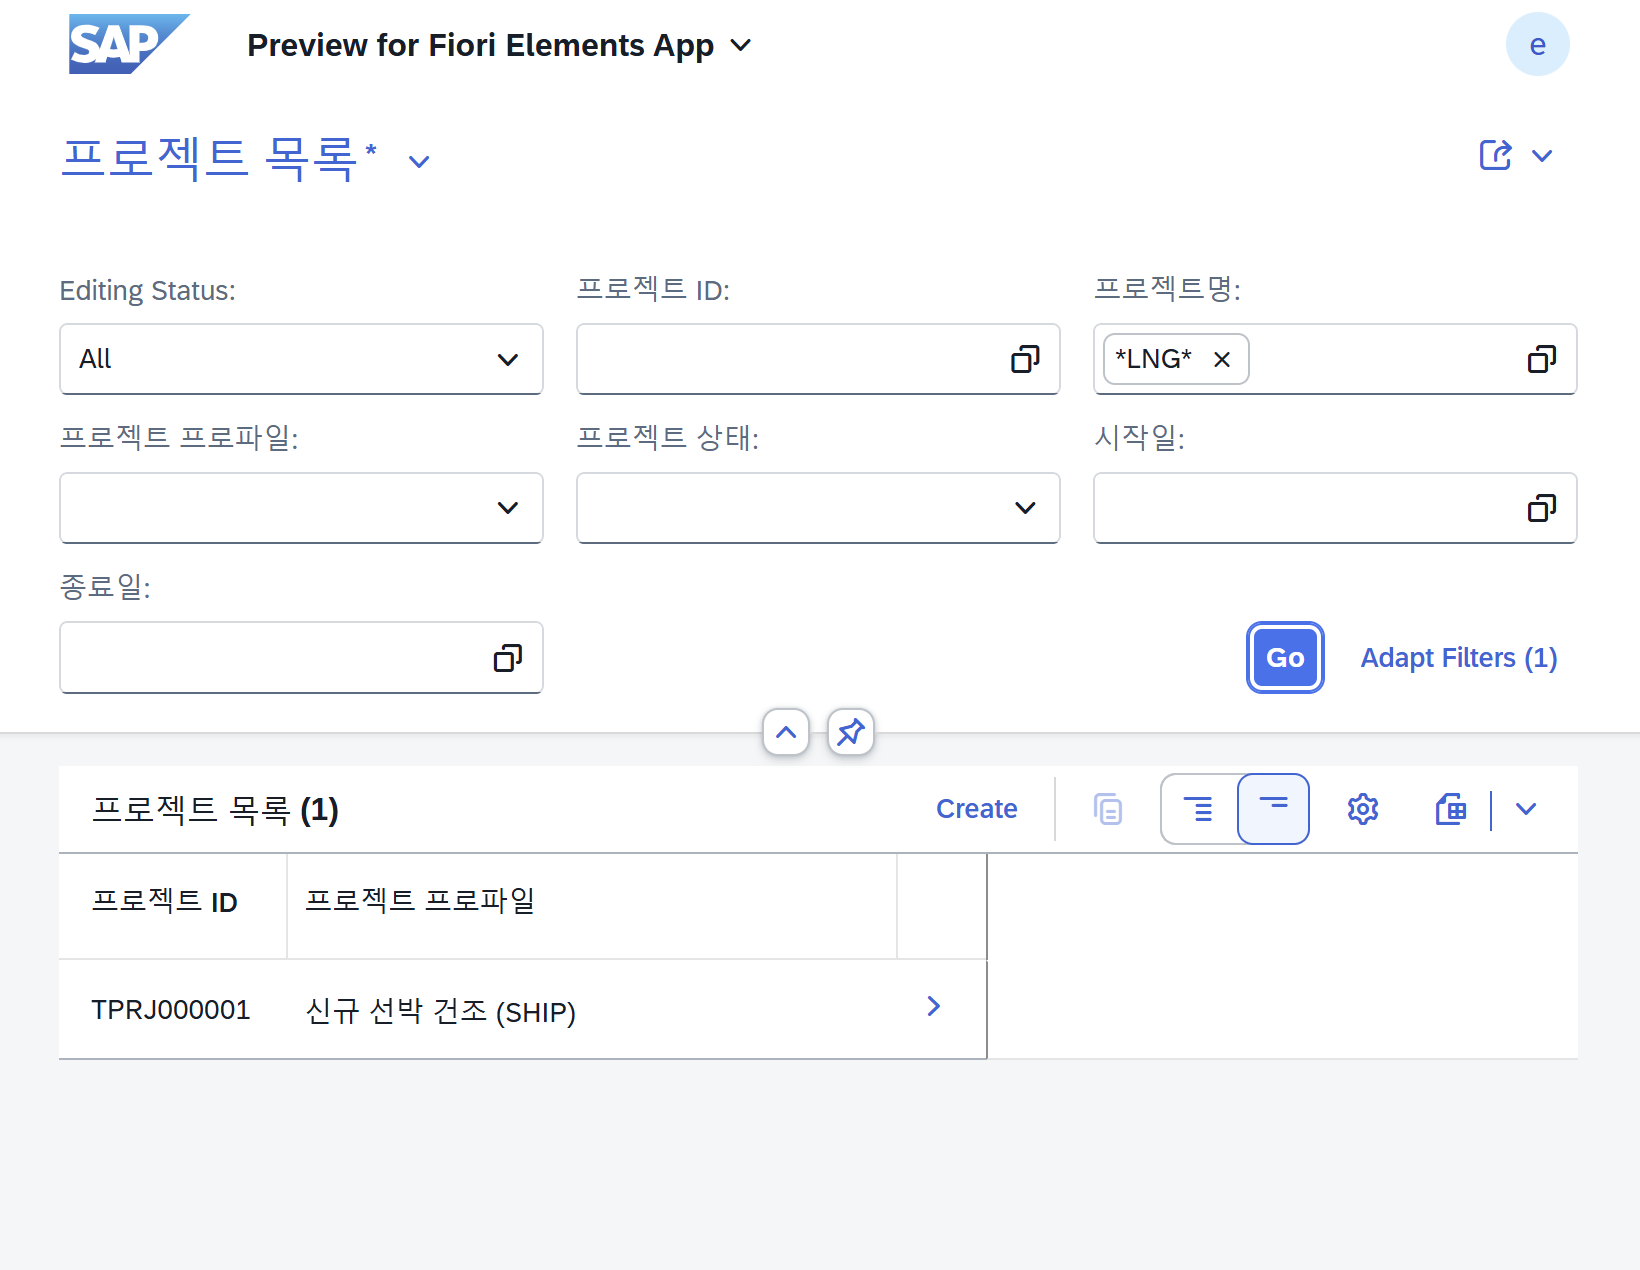 SAP Preview for Fiori Elements App e
프로젝트 목록*
Editing Status: 프로젝트 ID: 프로젝트명:
All *LNG*
프로젝트 프로파일: 프로젝트 상태: 시작일:
종료일:
Go Adapt Filters (1)
프로젝트 목록 (1) Create
프로젝트 ID 프로젝트 프로파일
TPRJ000001 신규 선박 건조 (SHIP)